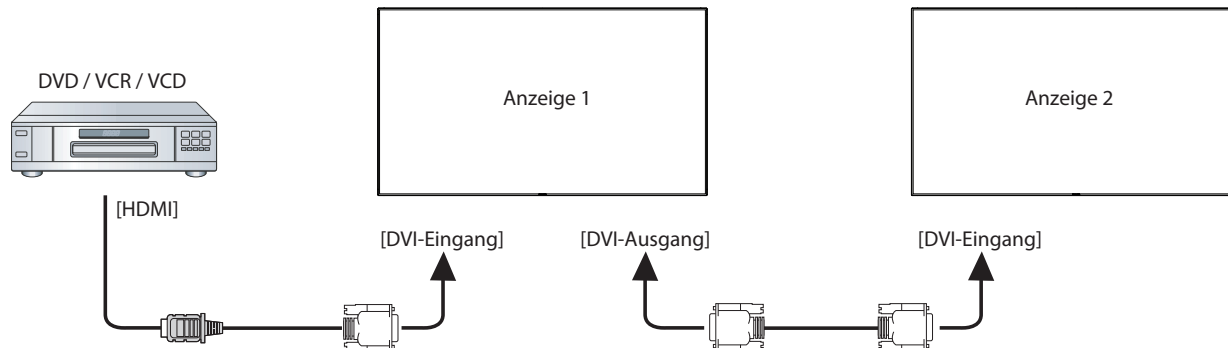 DVD / VCR / VCD
Anzeige 1
Anzeige 2
[HDMI]
[DVI-Eingang]
[DVI-Ausgang]
[DVI-Eingang]